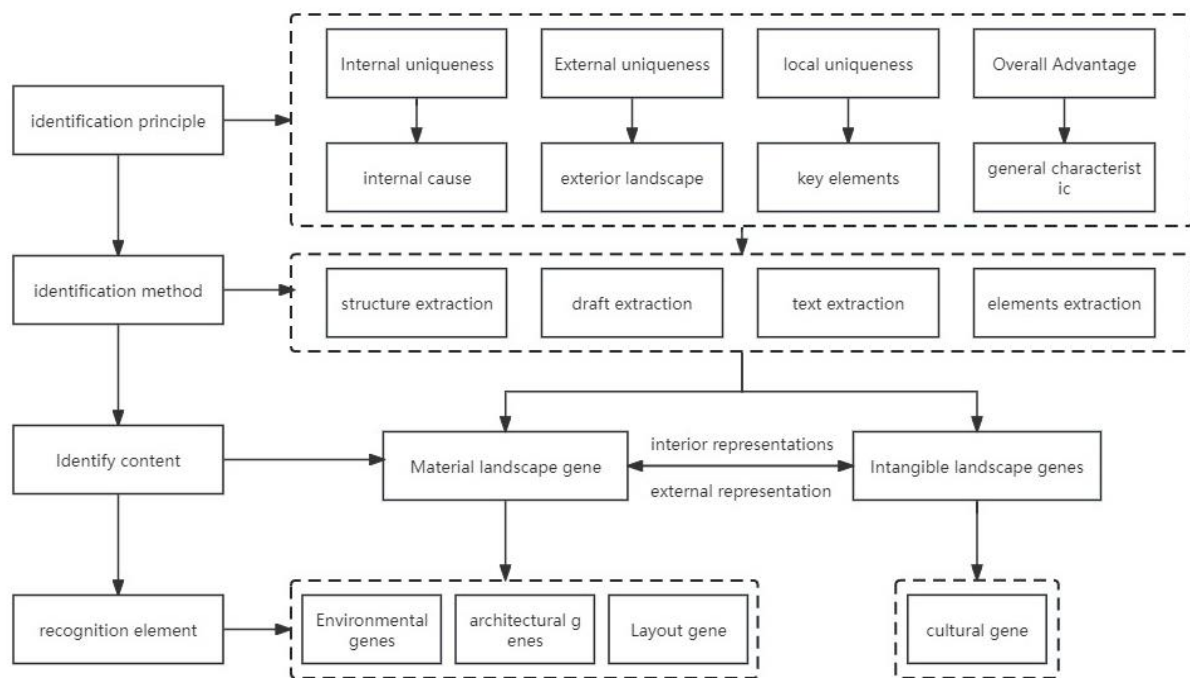 Internal uniqueness
External uniqueness
local uniqueness
Overall Advantage
identification principle
internal cause
exterior landscape
key elements
general characterist
ic
identification method
structure extraction
draft extraction
text extraction
elements extraction
Identify content
Material landscape gene
interior representations
external representation
Intangible landscape genes
recognition element
Environmental
genes
architectural g
enes
Layout gene
cultural gene